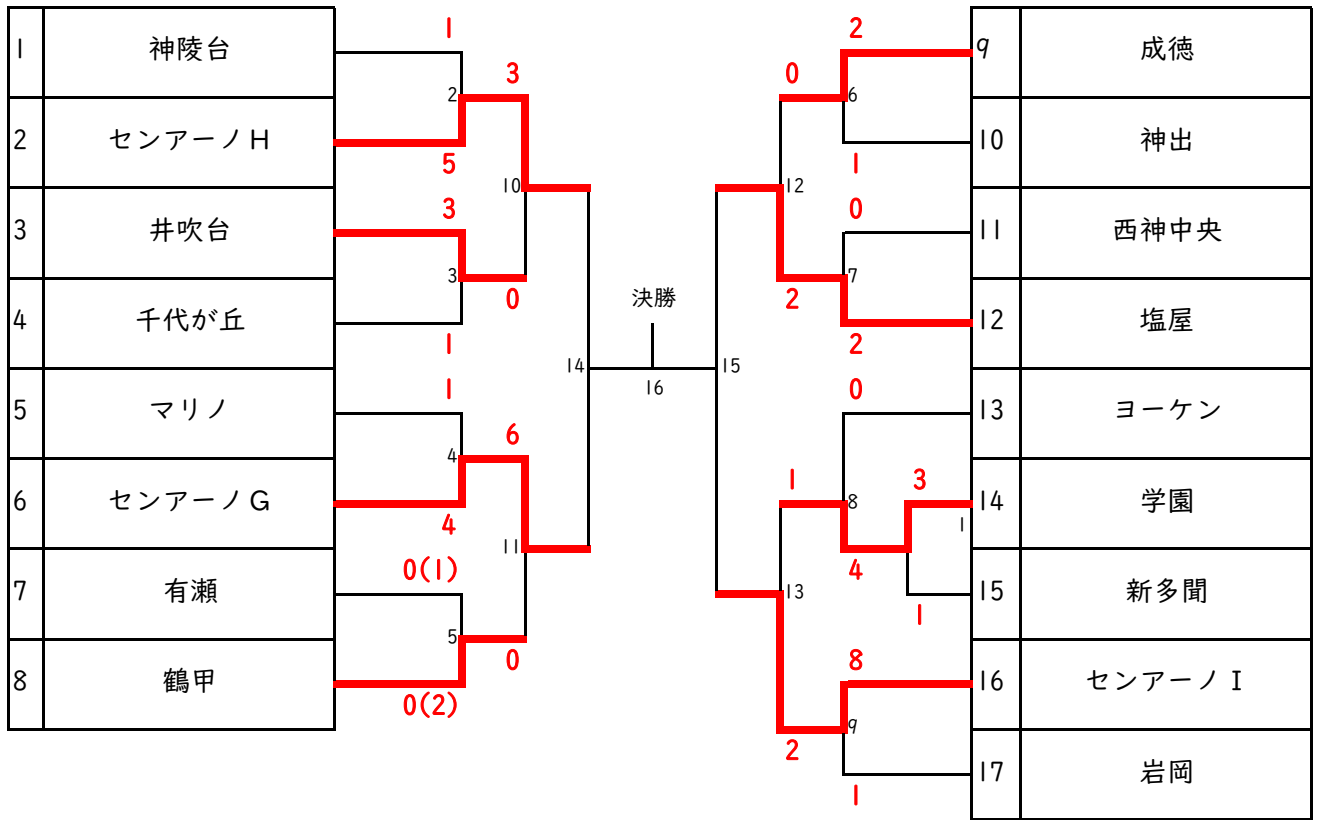 1 神陵台
2 センアーノH
3 井吹台
4 千代が丘
5 マリノ
6 センアーノG
7 有瀬
8 鶴甲
1
2
5
3
3
1
1
4
4
0(1)
5
0(2)
3
10
0
6
11
0
14
決勝
16
15
0
12
2
1
13
2
2
6
1
0
7
2
0
8
4
3
1
1
8
9
1
9 成徳
10 神出
11 西神中央
12 塩屋
13 ヨーケン
14 学園
15 新多聞
16 センアーノI
17 岩岡